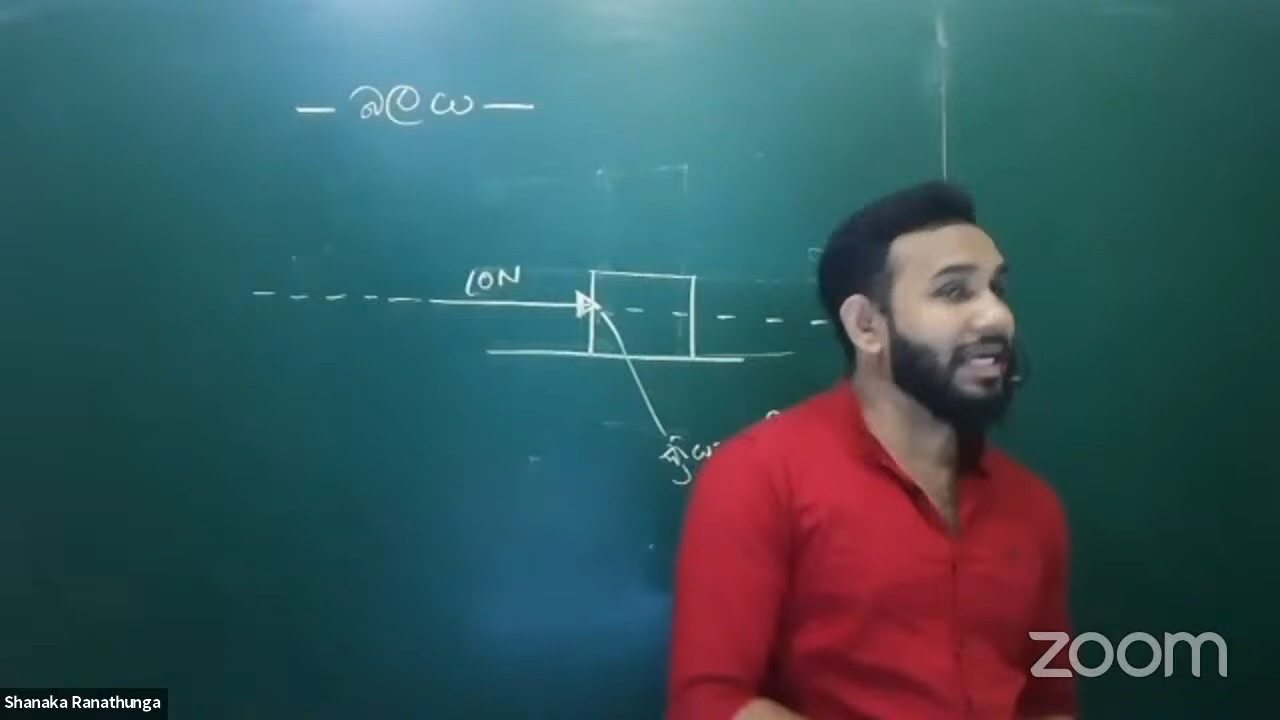 — බලය —
10N
zoom
Shanaka Ranathunga